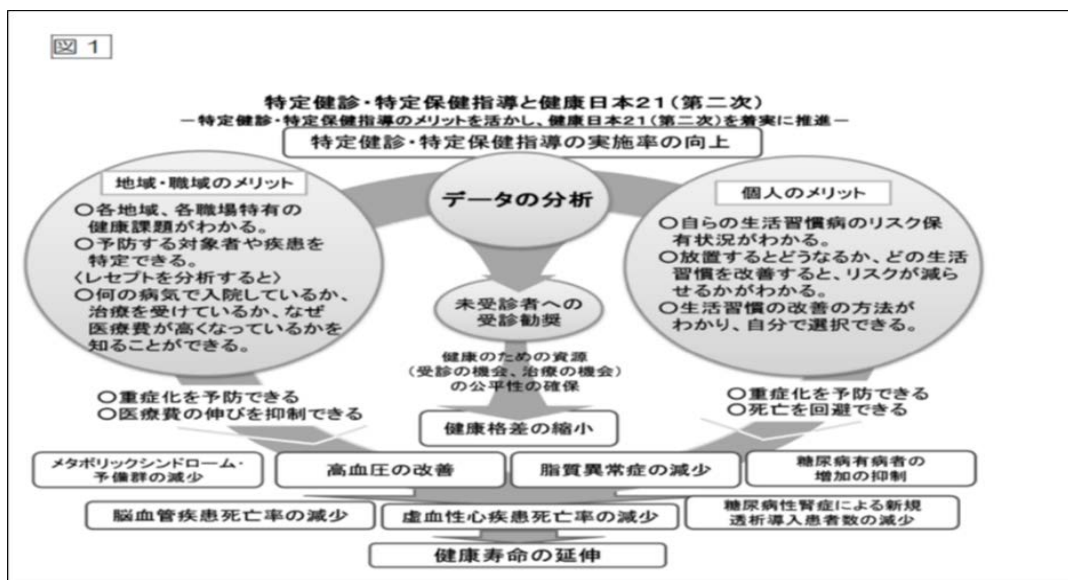 図 1
特定健診・特定保健指導と健康日本21(第二次)
－特定健診・特定保健指導のメリットを活かし、健康日本21(第二次)を着実に推進－
特定健診・特定保健指導の実施率の向上
地域・職域のメリット
○各地域、各職場特有の
健康課題がわかる。
○予防する対象者や疾患を
特定できる。
〈レセプトを分析すると〉
○何の病気で入院しているか、
治療を受けているか、なぜ
医療費が高くなっているかを
知ることができる。
データの分析
個人のメリット
○自らの生活習慣病のリスク保
有状況がわかる。
○放置するとどうなるか、どの生活
習慣を改善すると、リスクが減ら
せるかがわかる。
○生活習慣の改善の方法が
わかり、自分で選択できる。
未受診者への
受診勧奨
健康のための資源
(受診の機会、治療の機会)
の公平性の確保
○重症化を予防できる
○医療費の伸びを抑制できる
○重症化を予防できる
○死亡を回避できる
健康格差の縮小
メタボリックシンドローム・
予備群の減少
高血圧の改善
脂質異常症の減少
糖尿病有病者の
増加の抑制
脳血管疾患死亡率の減少
虚血性心疾患死亡率の減少
糖尿病性腎症による新規
透析導入患者数の減少
健康寿命の延伸